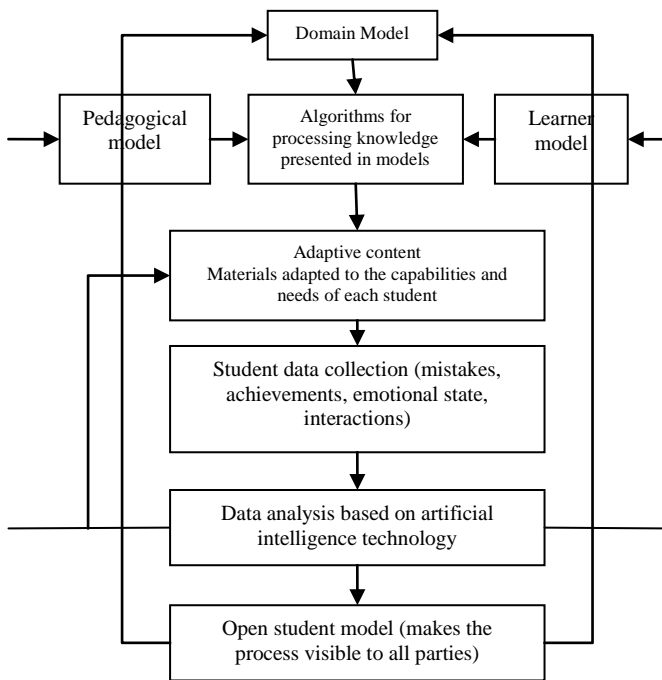 Domain Model
Pedagogical
model
Algorithms for
processing knowledge
presented in models
Learner
model
Adaptive content
Materials adapted to the capabilities and
needs of each student
Student data collection (mistakes,
achievements, emotional state,
interactions)
Data analysis based on artificial
intelligence technology
Open student model (makes the
process visible to all parties)